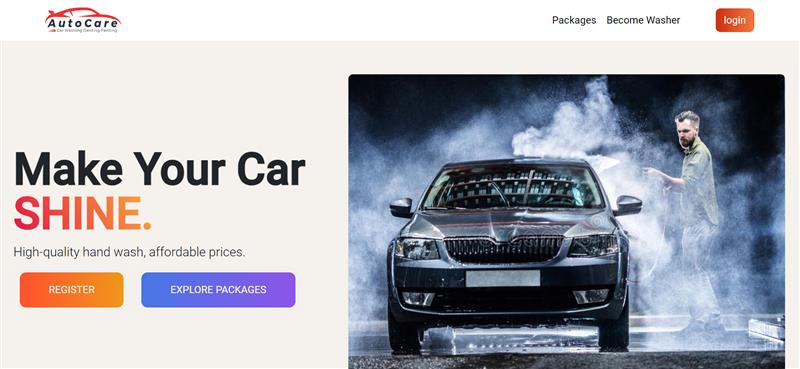 AutoCare
Car Washing Denting Penting
Packages
Become Washer
login
Make Your Car
SHINE.
High-quality hand wash, affordable prices.
REGISTER
EXPLORE PACKAGES